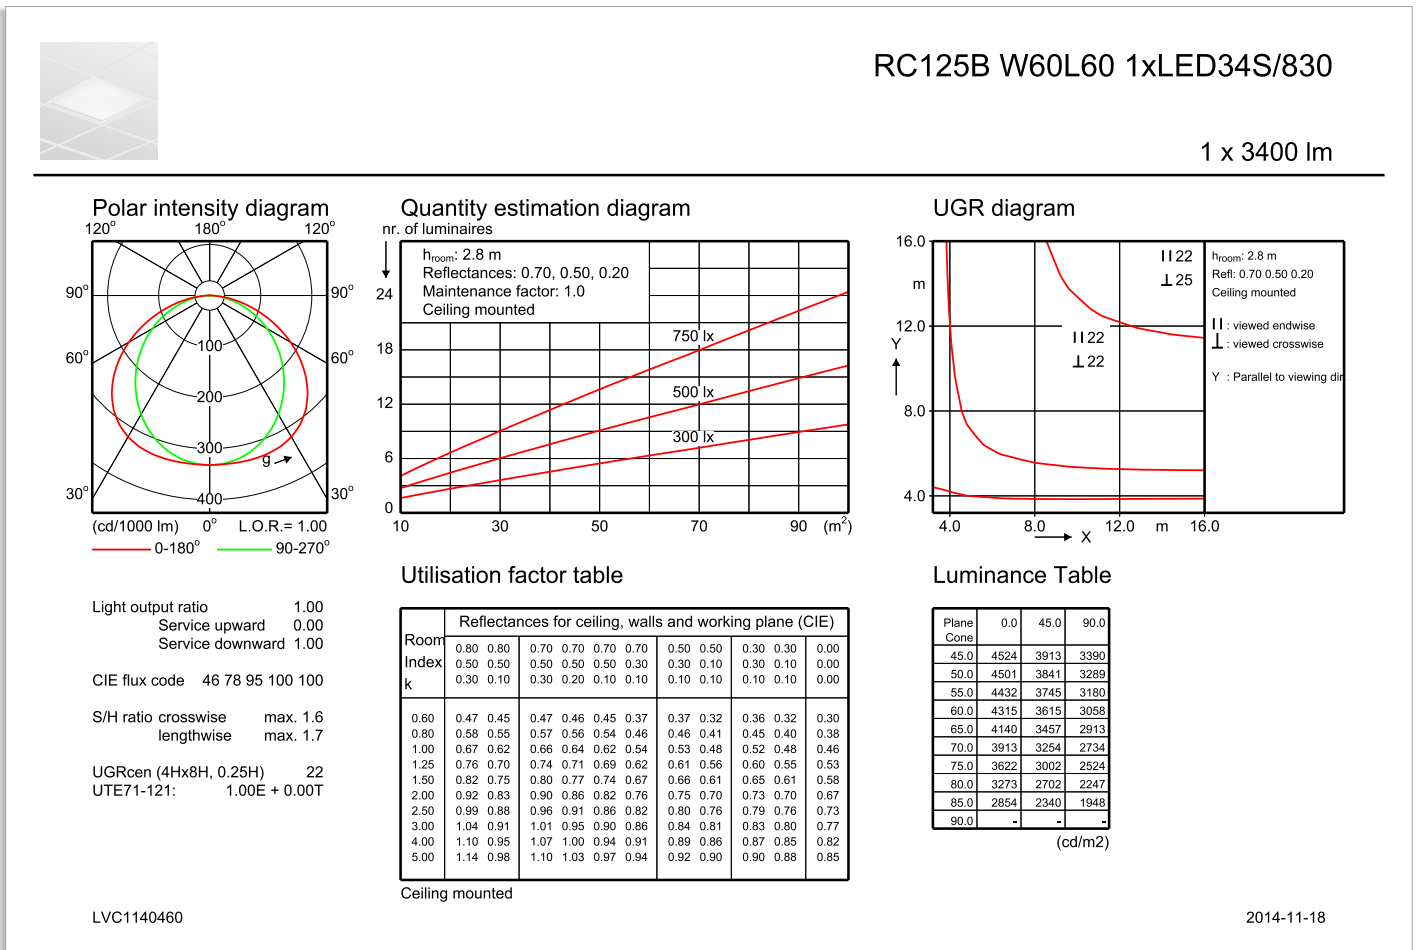 RC125B W60L60 1xLED34S/830
1 x 3400 lm
Polar intensity diagram
120° 180° 120°
90° 90°
60° 60°
30° 30°
100
200
300
400
g
(cd/1000 lm) 0° L.O.R.= 1.00
0-180° 90-270°
Light output ratio 1.00
Service upward 0.00
Service downward 1.00
CIE flux code 46 78 95 100 100
S/H ratio crosswise max. 1.6
lengthwise max. 1.7
UGRcen (4Hx8H, 0.25H) 22
UTE71-121: 1.00E + 0.00T
Quantity estimation diagram
nr. of luminaires
hroom: 2.8 m
Reflectances: 0.70, 0.50, 0.20
Maintenance factor: 1.0
Ceiling mounted
24
18
12
6
0
750 lx
500 lx
300 lx
10 30 50 70 90 (m²)
UGR diagram
16.0
m
12.0
Y
8.0
4.0
II 22
⊥ 25
II 22
⊥ 22
4.0 8.0 12.0 m 16.0
X
hroom: 2.8 m
Refl: 0.70 0.50 0.20
Ceiling mounted
II : viewed endwise
⊥ : viewed crosswise
Y : Parallel to viewing dir.
Utilisation factor table
Room
Index
k
Reflectances for ceiling, walls and working plane (CIE)
0.80 0.80 0.70 0.70 0.70 0.70 0.50 0.50 0.30 0.30 0.00
0.50 0.50 0.50 0.50 0.50 0.30 0.30 0.10 0.30 0.10 0.00
0.30 0.10 0.30 0.20 0.10 0.10 0.10 0.10 0.10 0.10 0.00
0.60 0.47 0.45 0.47 0.46 0.45 0.37 0.37 0.32 0.36 0.32 0.30
0.80 0.58 0.55 0.57 0.56 0.54 0.46 0.46 0.41 0.45 0.40 0.38
1.00 0.67 0.62 0.66 0.64 0.62 0.54 0.53 0.48 0.52 0.48 0.46
1.25 0.76 0.70 0.74 0.71 0.69 0.62 0.61 0.56 0.60 0.55 0.53
1.50 0.82 0.75 0.80 0.77 0.74 0.67 0.66 0.61 0.65 0.61 0.58
2.00 0.92 0.83 0.90 0.86 0.82 0.76 0.75 0.70 0.73 0.70 0.67
2.50 0.99 0.88 0.96 0.91 0.86 0.82 0.80 0.76 0.79 0.76 0.73
3.00 1.04 0.91 1.01 0.95 0.90 0.86 0.84 0.81 0.83 0.80 0.77
4.00 1.10 0.95 1.07 1.00 0.94 0.91 0.89 0.86 0.87 0.85 0.82
5.00 1.14 0.98 1.10 1.03 0.97 0.94 0.92 0.90 0.90 0.88 0.85
Ceiling mounted
Luminance Table
Plane 0.0 45.0 90.0
Cone
45.0 4524 3913 3390
50.0 4501 3841 3289
55.0 4432 3745 3180
60.0 4315 3615 3058
65.0 4140 3457 2913
70.0 3913 3254 2734
75.0 3622 3002 2524
80.0 3273 2702 2247
85.0 2854 2340 1948
90.0 - - -
(cd/m2)
LVC1140460
2014-11-18